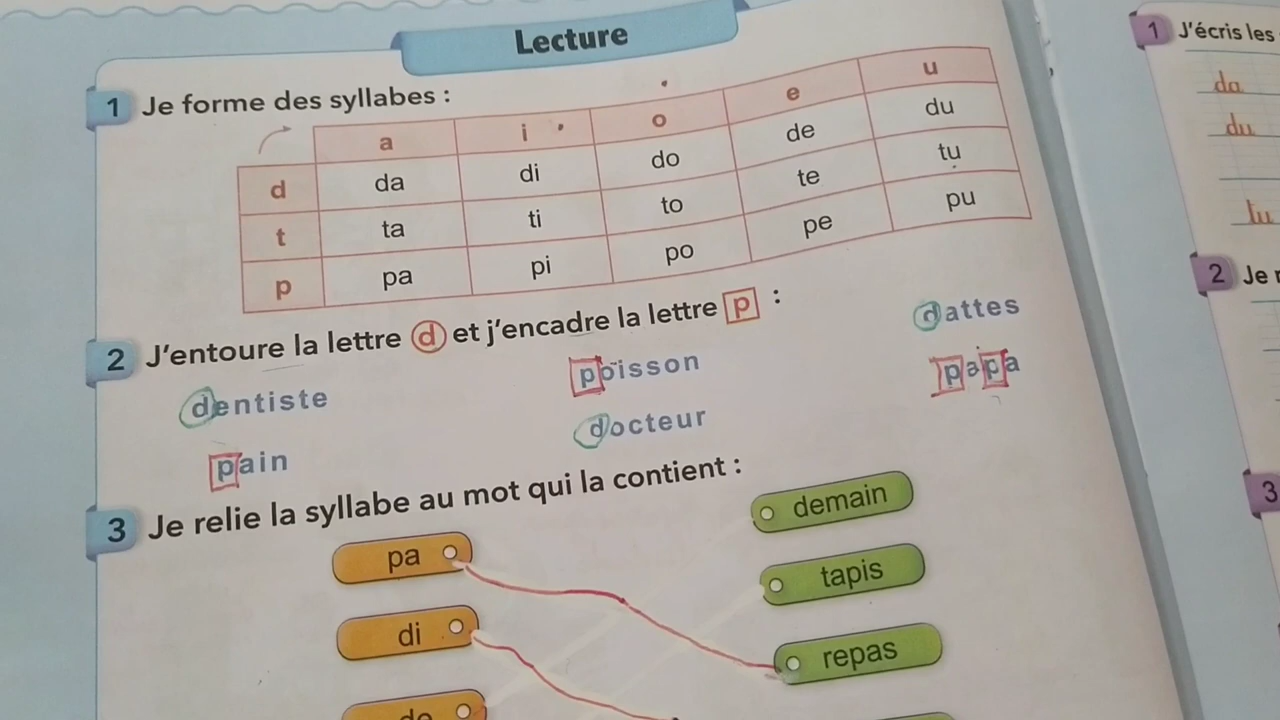 Lecture
1 Je forme des syllabes :
a i o e u
d da di do de du
t ta ti to te tu
p pa pi po pe pu
2 J'entoure la lettre d et j'encadre la lettre p :
dentiste poisson dattes
pain docteur papa
3 Je relie la syllabe au mot qui la contient :
pa demain
di tapis
repas
1 J'écris les
da
du
tu
2 Je
3